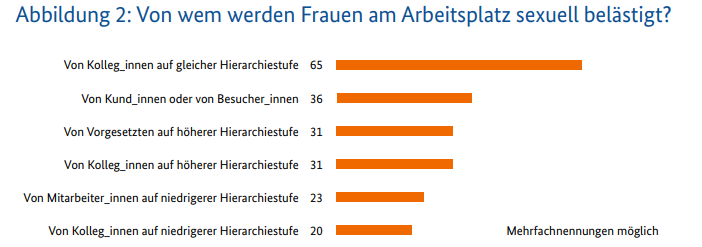 Abbildung 2: Von wem werden Frauen am Arbeitsplatz sexuell belästigt?
Von Kolleg_innen auf gleicher Hierarchiestufe 65
Von Kund_innen oder von Besucher_innen 36
Von Vorgesetzten auf höherer Hierarchiestufe 31
Von Kolleg_innen auf höherer Hierarchiestufe 31
Von Mitarbeiter_innen auf niedrigerer Hierarchiestufe 23
Von Kolleg_innen auf niedrigerer Hierarchiestufe 20
Mehrfachnennungen möglich